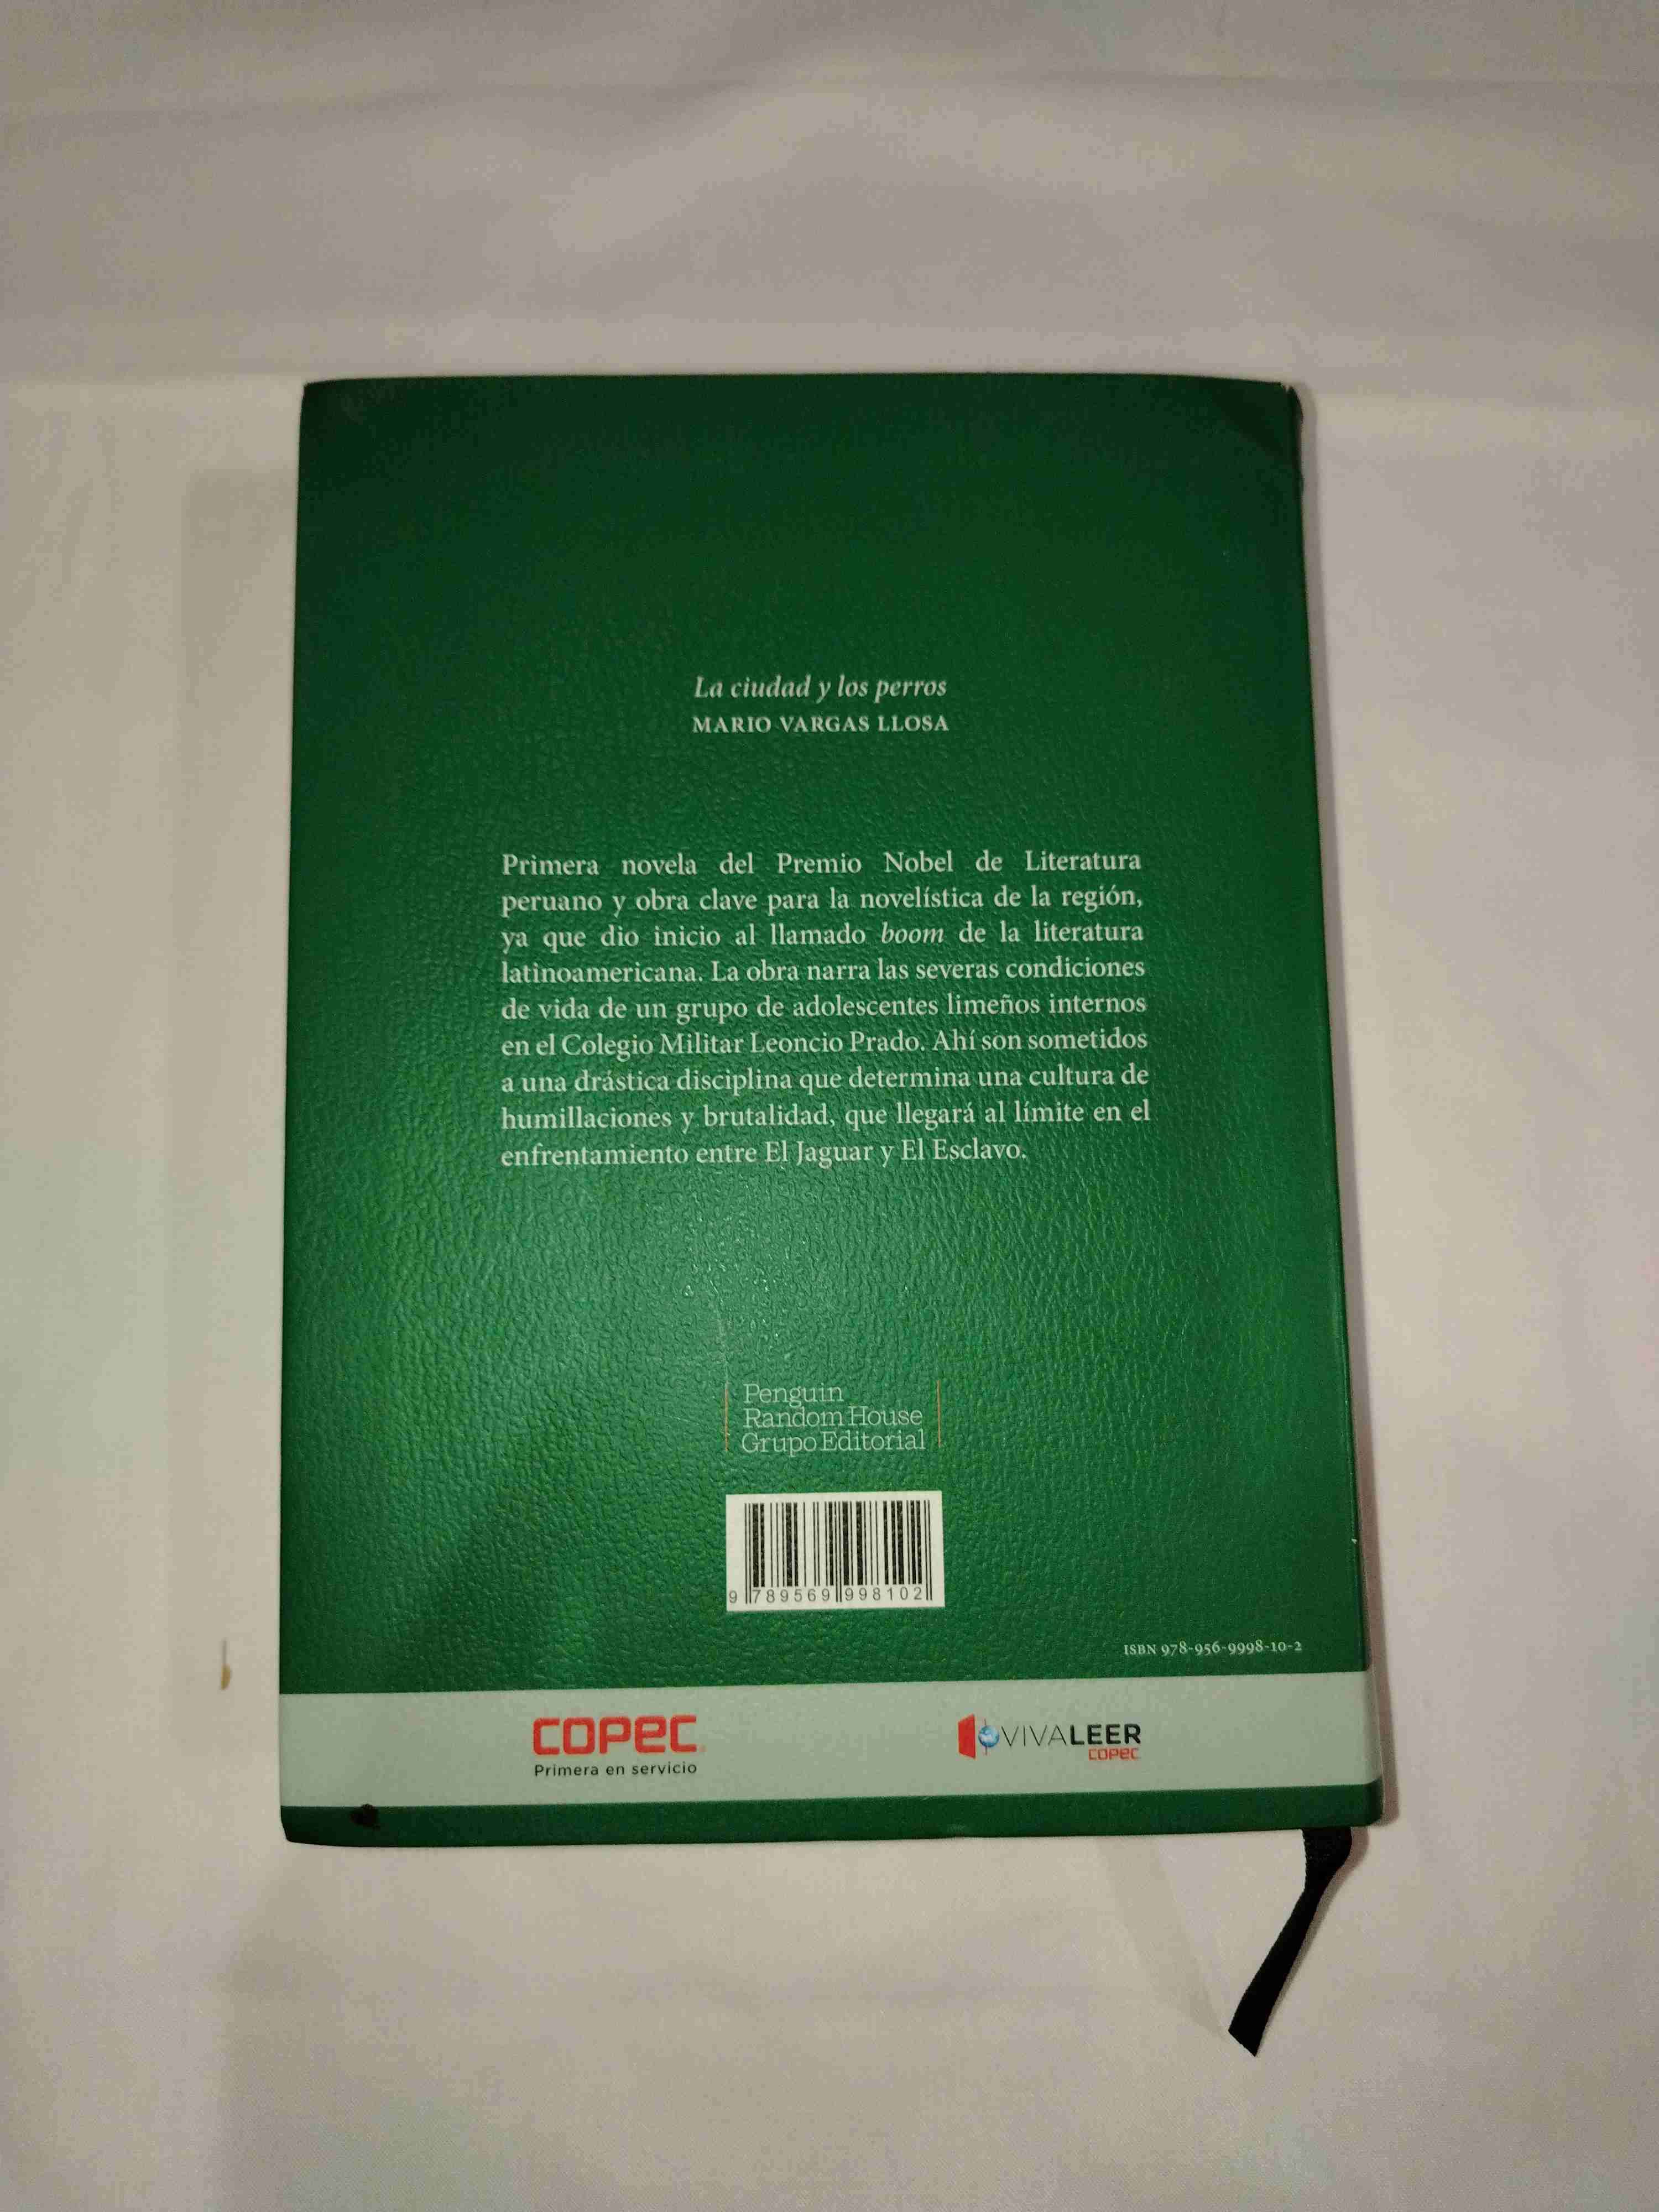 La ciudad y los perros
MARIO VARGAS LLOSA
Primera novela del Premio Nobel de Literatura
peruano y obra clave para la novelística de la región,
ya que dio inicio al llamado boom de la literatura
latinoamericana. La obra narra las severas condiciones
de vida de un grupo de adolescentes limeños internos
en el Colegio Militar Leoncio Prado. Ahí son sometidos
a una drástica disciplina que determina una cultura de
humillaciones y brutalidad, que llegará al límite en el
enfrentamiento entre El Jaguar y El Esclavo.
Penguin
Random House
Grupo Editorial
9 789569 998102
ISBN 978-956-9998-10-2
COPEC
Primera en servicio
VIVALEER
COPEC